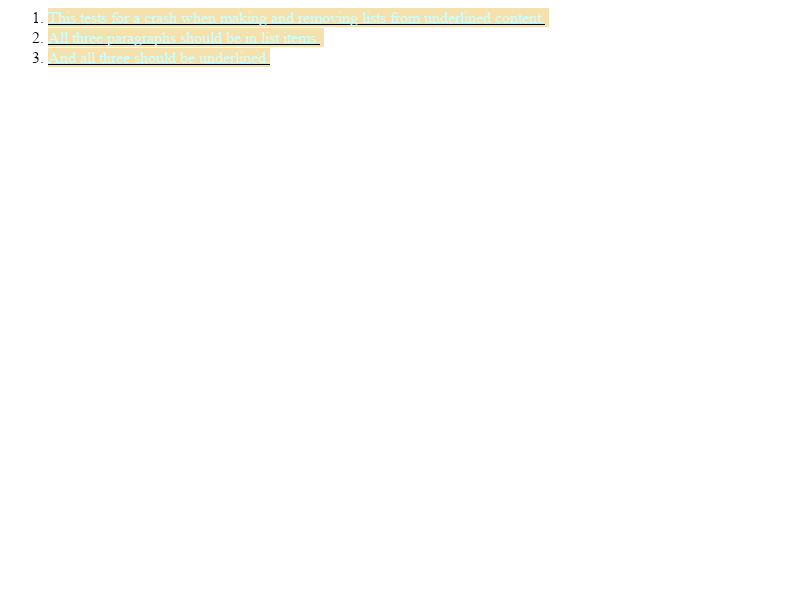 1. This tests for a crash when making and removing lists from underlined content.
2. All three paragraphs should be in list items.
3. And all three should be underlined.